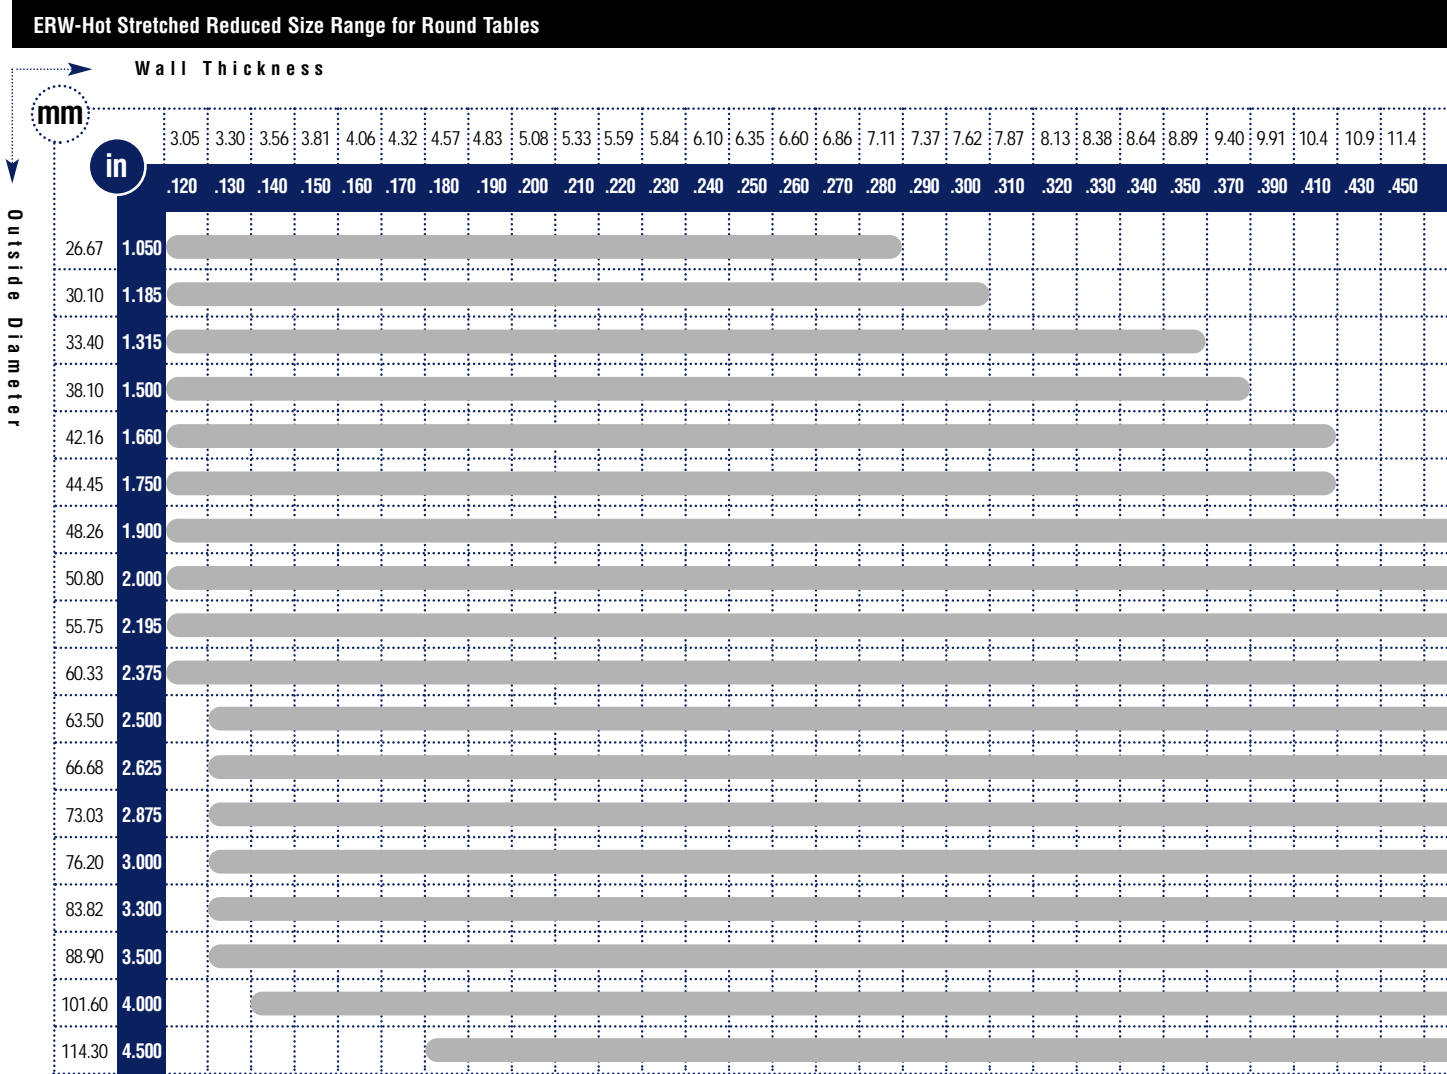 ERW-Hot Stretched Reduced Size Range for Round Tables
Wall Thickness
mm
3.05 3.30 3.56 3.81 4.06 4.32 4.57 4.83 5.08 5.33 5.59 5.84 6.10 6.35 6.60 6.86 7.11 7.37 7.62 7.87 8.13 8.38 8.64 8.89 9.40 9.91 10.4 10.9 11.4
in
.120 .130 .140 .150 .160 .170 .180 .190 .200 .210 .220 .230 .240 .250 .260 .270 .280 .290 .300 .310 .320 .330 .340 .350 .370 .390 .410 .430 .450
Outside Diameter
26.67 1.050
30.10 1.185
33.40 1.315
38.10 1.500
42.16 1.660
44.45 1.750
48.26 1.900
50.80 2.000
55.75 2.195
60.33 2.375
63.50 2.500
66.68 2.625
73.03 2.875
76.20 3.000
83.82 3.300
88.90 3.500
101.60 4.000
114.30 4.500